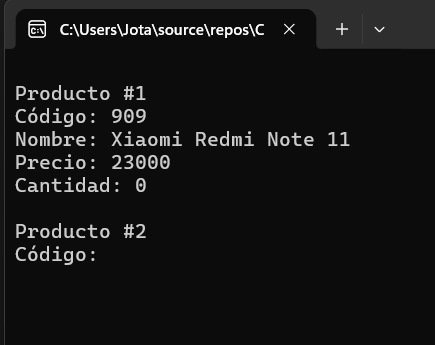 C:\Users\Jota\source\repos\C
Producto #1
Código: 909
Nombre: Xiaomi Redmi Note 11
Precio: 23000
Cantidad: 0
Producto #2
Código: